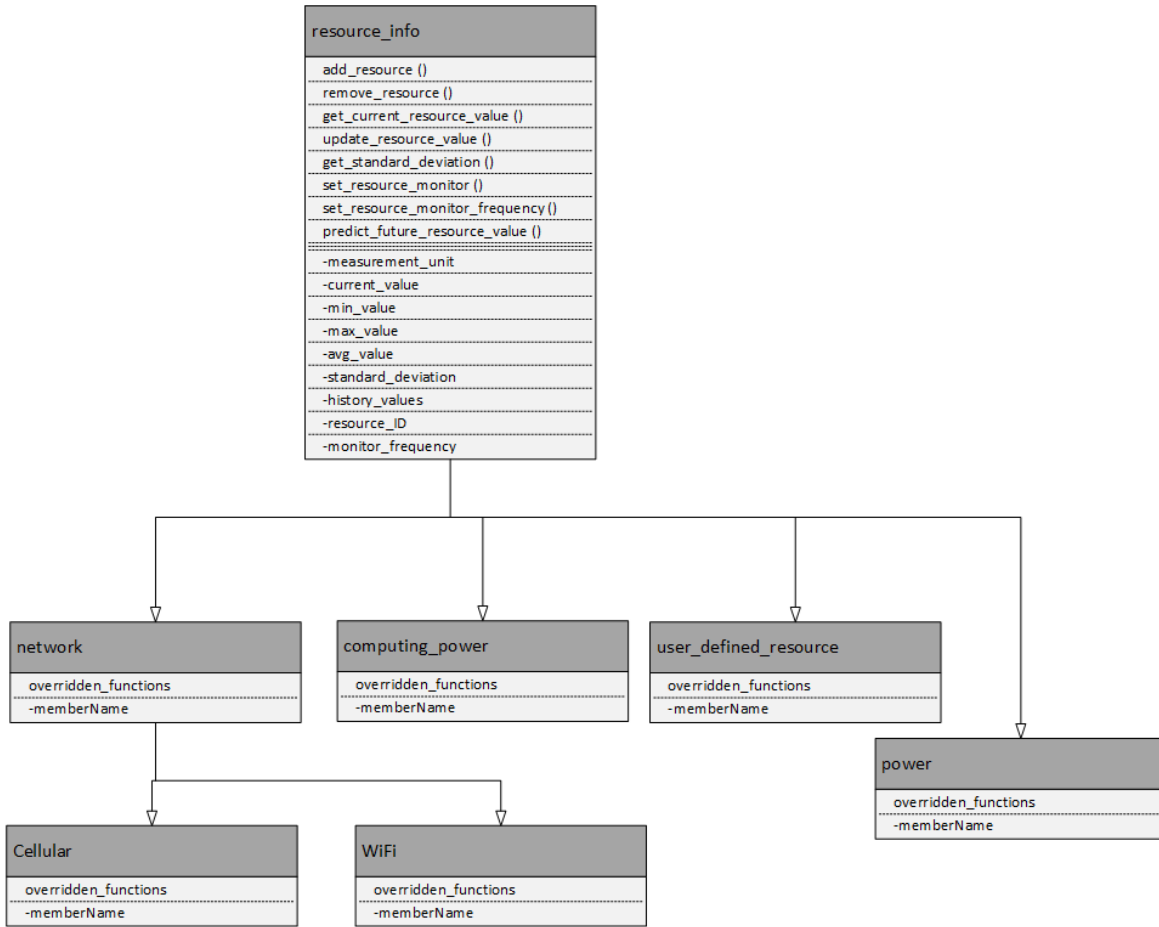 resource_info
add_resource ()
remove_resource ()
get_current_resource_value ()
update_resource_value ()
get_standard_deviation ()
set_resource_monitor ()
set_resource_monitor_frequency ()
predict_future_resource_value ()
-measurement_unit
-current_value
-min_value
-max_value
-avg_value
-standard_deviation
-history_values
-resource_ID
-monitor_frequency
network
overridden_functions
-memberName
computing_power
overridden_functions
-memberName
user_defined_resource
overridden_functions
-memberName
power
overridden_functions
-memberName
Cellular
overridden_functions
-memberName
WiFi
overridden_functions
-memberName